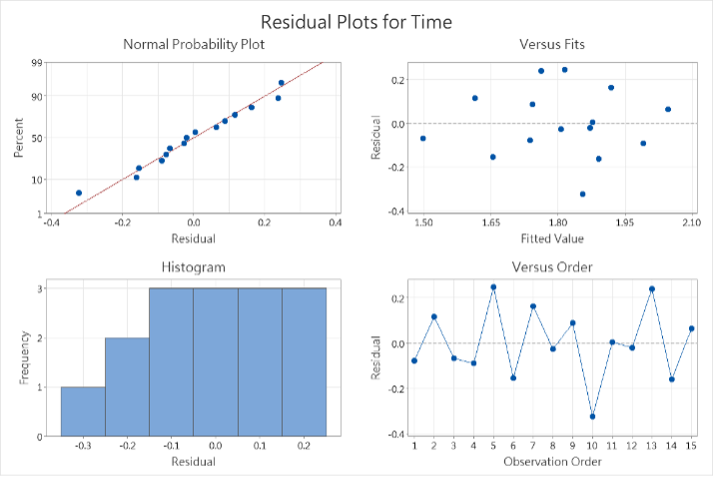 Residual Plots for Time
Normal Probability Plot
99
90
50
10
1
Percent
-0.4 -0.2 0.0 0.2 0.4
Residual
Versus Fits
0.2
0.0
-0.2
-0.4
Residual
1.50 1.65 1.80 1.95 2.10
Fitted Value
Histogram
3
2
1
0
Frequency
-0.3 -0.2 -0.1 0.0 0.1 0.2
Residual
Versus Order
0.2
0.0
-0.2
-0.4
Residual
1 2 3 4 5 6 7 8 9 10 11 12 13 14 15
Observation Order